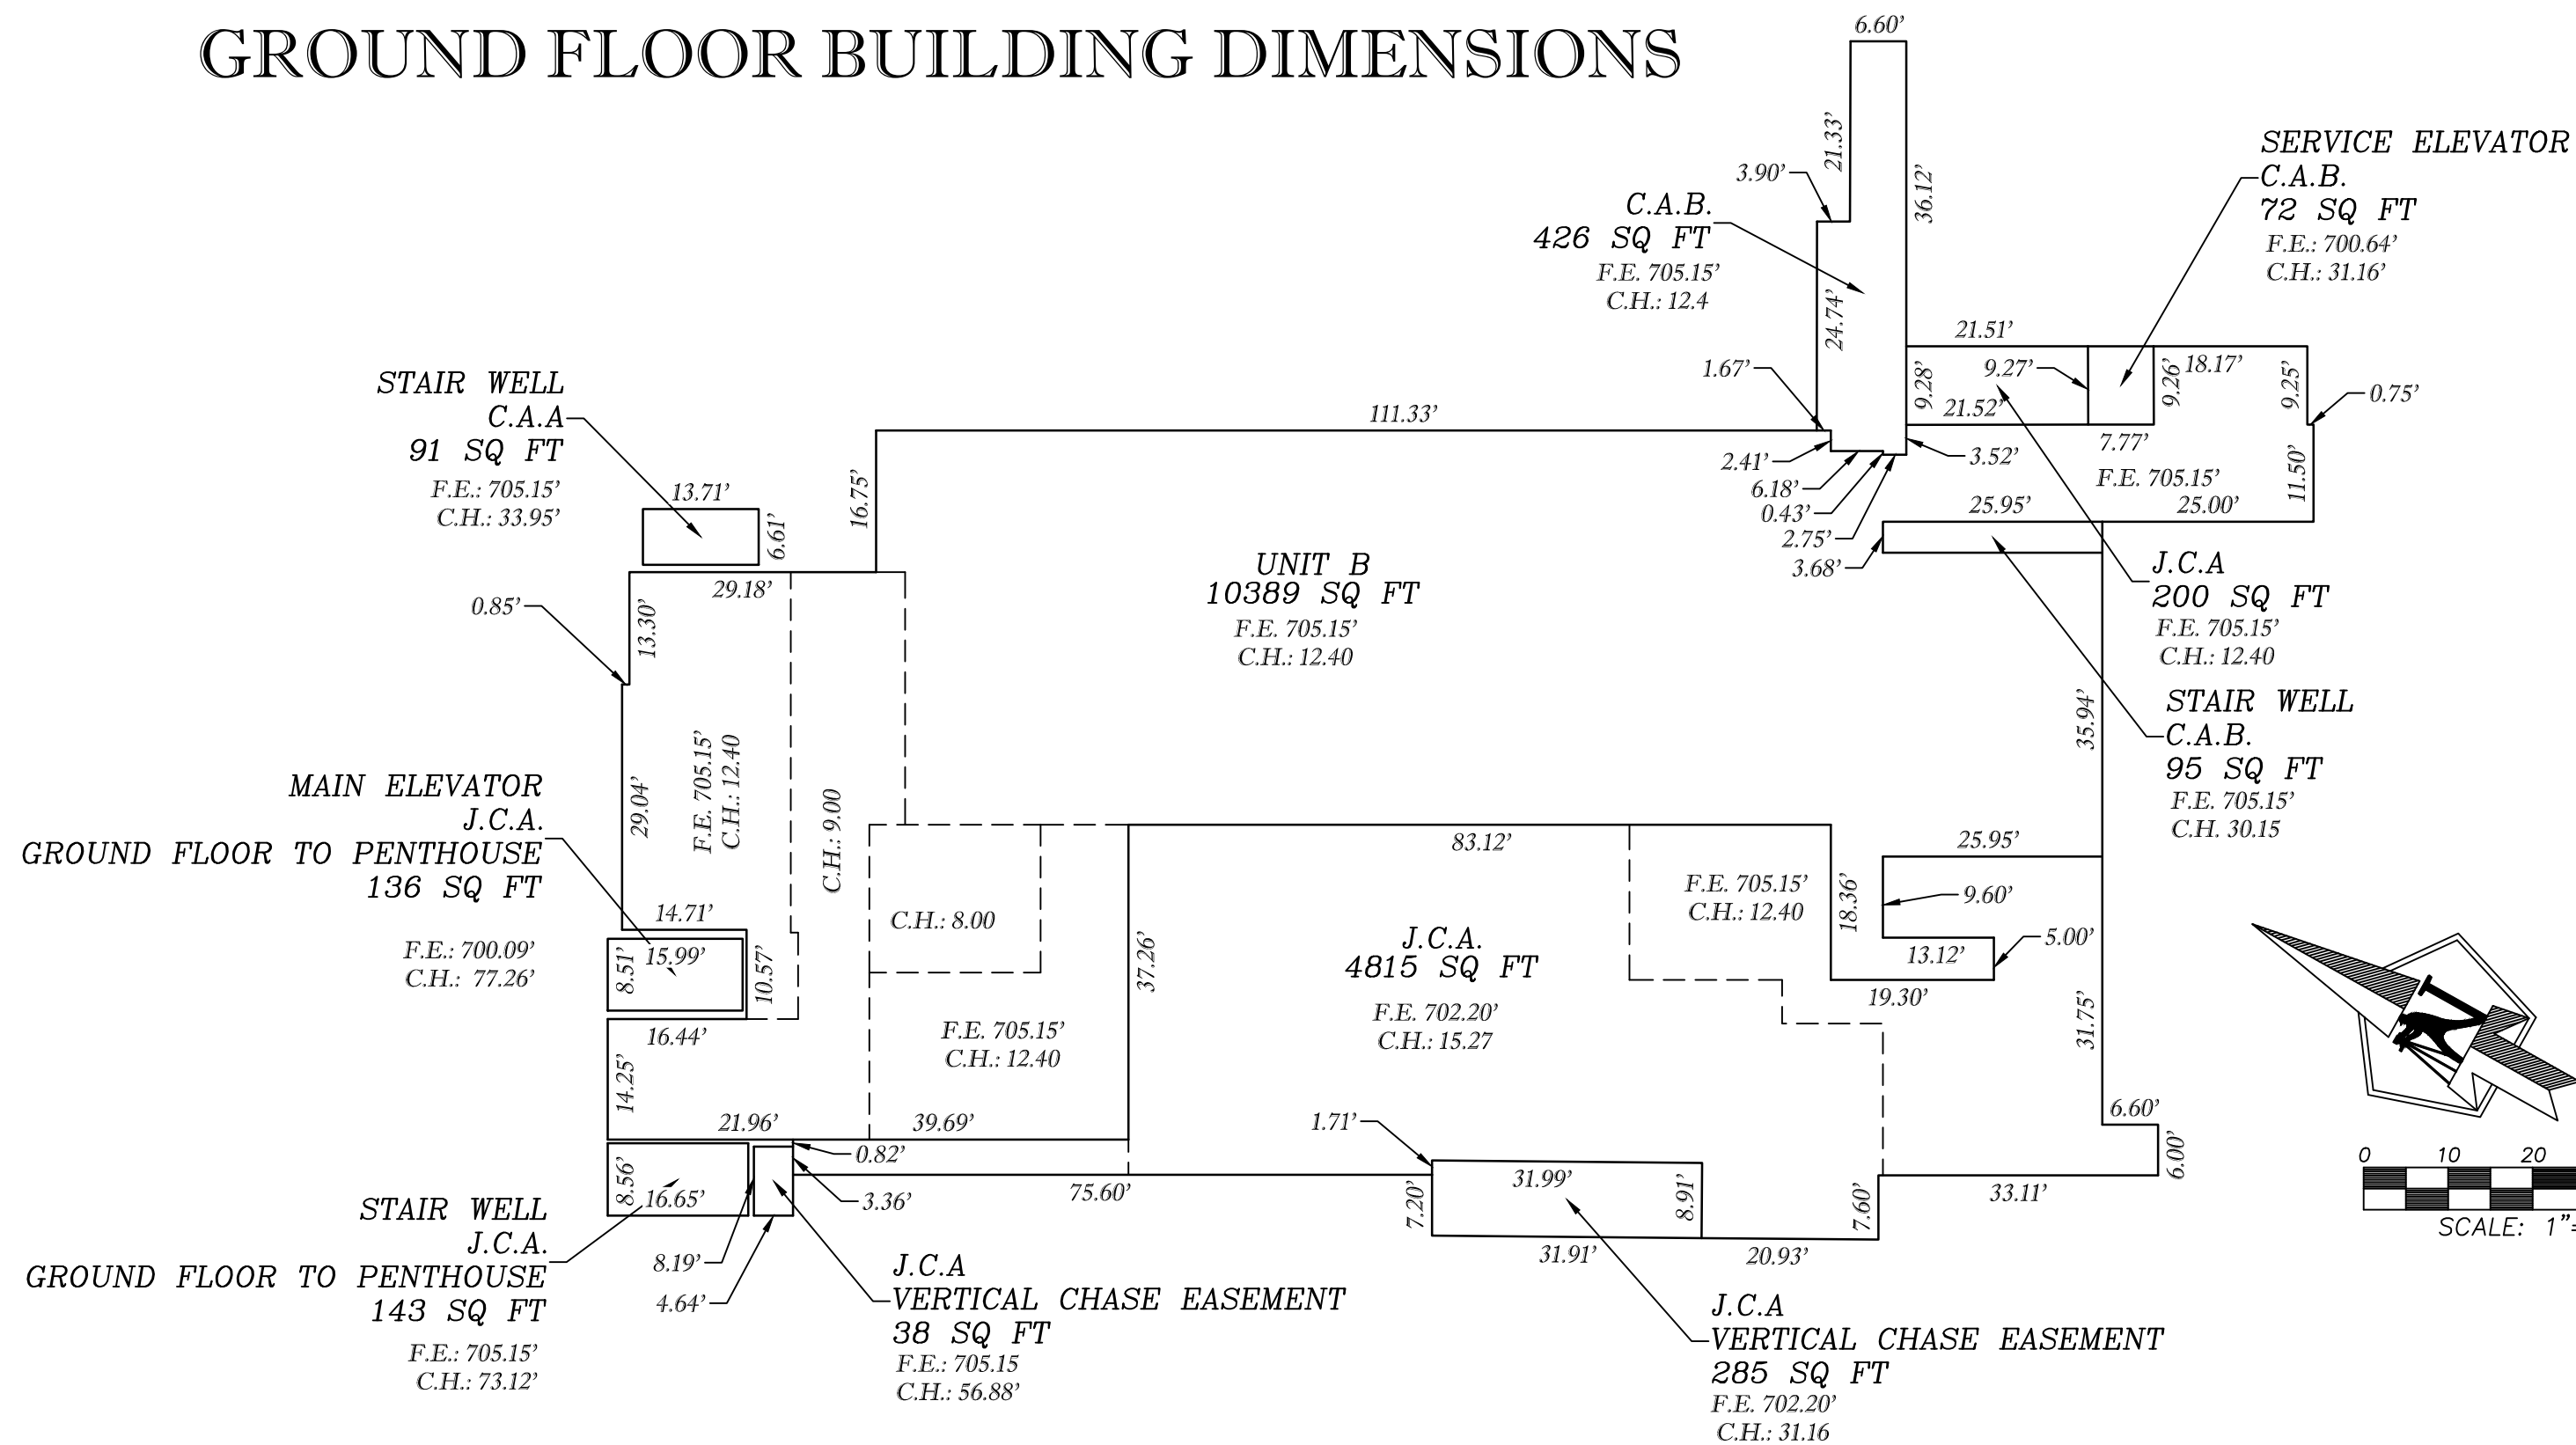 GROUND FLOOR BUILDING DIMENSIONS
6.60’
21.33’
3.90’
36.12’
C.A.B.
426 SQ FT
F.E. 705.15’
C.H.: 12.4
24.74’
1.67’
SERVICE ELEVATOR
C.A.B.
72 SQ FT
F.E.: 700.64’
C.H.: 31.16’
21.51’
9.28’
9.27’
9.26’
18.17’
9.25’
0.75’
21.52’
7.77’
11.50’
F.E. 705.15’
25.95’
25.00’
3.52’
2.41’
6.18’
0.43’
2.75’
3.68’
111.33’
STAIR WELL
C.A.A
91 SQ FT
F.E.: 705.15’
C.H.: 33.95’
13.71’
6.61’
16.75’
29.18’
0.85’
13.30’
UNIT B
10389 SQ FT
F.E. 705.15’
C.H.: 12.40
J.C.A
200 SQ FT
F.E. 705.15’
C.H.: 12.40
STAIR WELL
C.A.B.
95 SQ FT
F.E. 705.15’
C.H. 30.15
35.94’
MAIN ELEVATOR
J.C.A.
GROUND FLOOR TO PENTHOUSE
136 SQ FT
F.E.: 700.09’
C.H.: 77.26’
29.04’
F.E. 705.15’
C.H.: 12.40
C.H.: 9.00
14.71’
8.51’
15.99’
10.57’
16.44’
14.25’
C.H.: 8.00
F.E. 705.15’
C.H.: 12.40
37.26’
83.12’
J.C.A.
4815 SQ FT
F.E. 702.20’
C.H.: 15.27
F.E. 705.15’
C.H.: 12.40
18.36’
25.95’
9.60’
5.00’
13.12’
19.30’
31.75’
6.60’
6.00’
33.11’
21.96’
39.69’
0.82’
3.36’
75.60’
1.71’
31.99’
7.20’
8.91’
7.60’
31.91’
20.93’
8.56’
16.65’
8.19’
4.64’
STAIR WELL
J.C.A.
GROUND FLOOR TO PENTHOUSE
143 SQ FT
F.E.: 705.15’
C.H.: 73.12’
J.C.A
VERTICAL CHASE EASEMENT
38 SQ FT
F.E.: 705.15
C.H.: 56.88’
J.C.A
VERTICAL CHASE EASEMENT
285 SQ FT
F.E. 702.20’
C.H.: 31.16
0 10 20
SCALE: 1"=